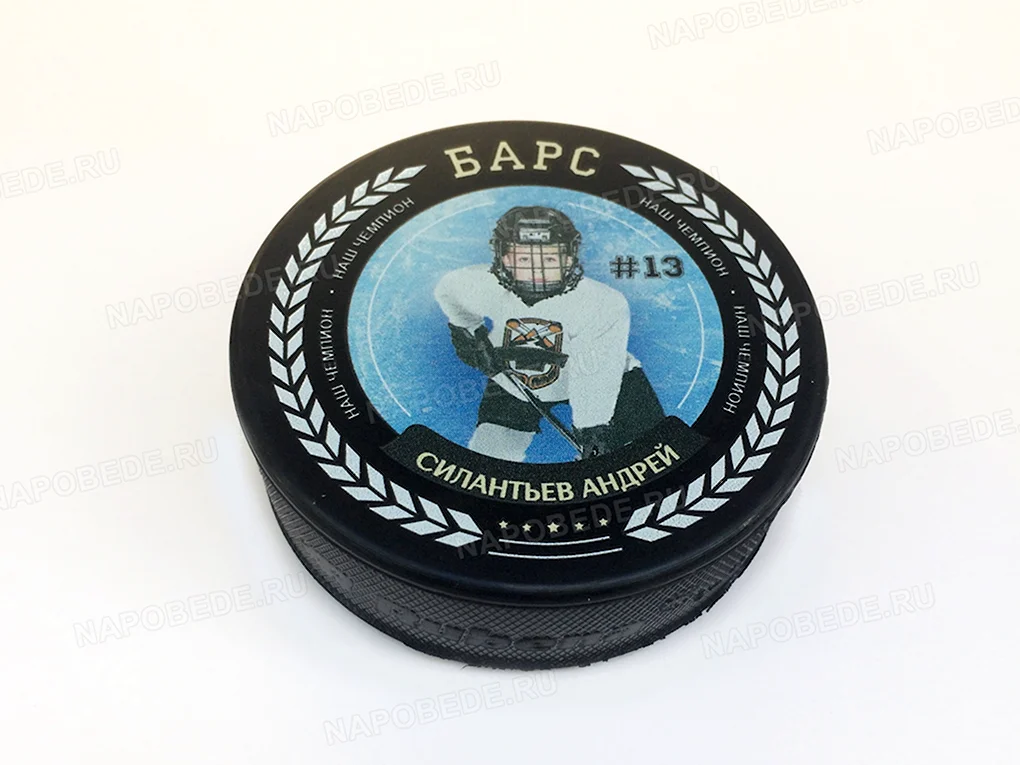 БАРС
НАШ ЧЕМПИОН · НАШ ЧЕМПИОН
НАШ ЧЕМПИОН · НАШ ЧЕМПИОН
#13
СИЛАНТЬЕВ АНДРЕЙ
NAPOBEDE.RU